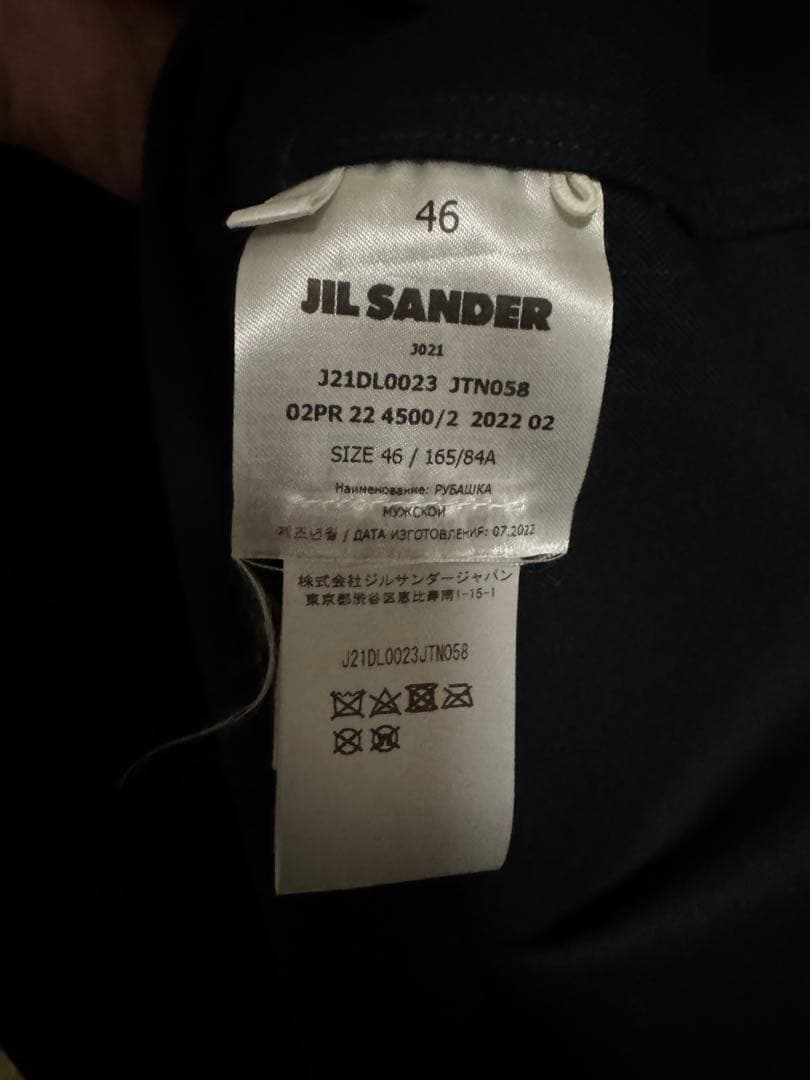 46
JIL SANDER
J021
J21DL0023 JTN058
02PR 22 4500/2 2022 02
SIZE 46 / 165/84A
Наименование: РУБАШКА
МУЖСКОЙ
제조년월 / ДАТА ИЗГОТОВЛЕНИЯ: 07.2022
株式会社ジルサンダージャパン
東京都渋谷区恵比寿南1-15-1
J21DL0023JTN058